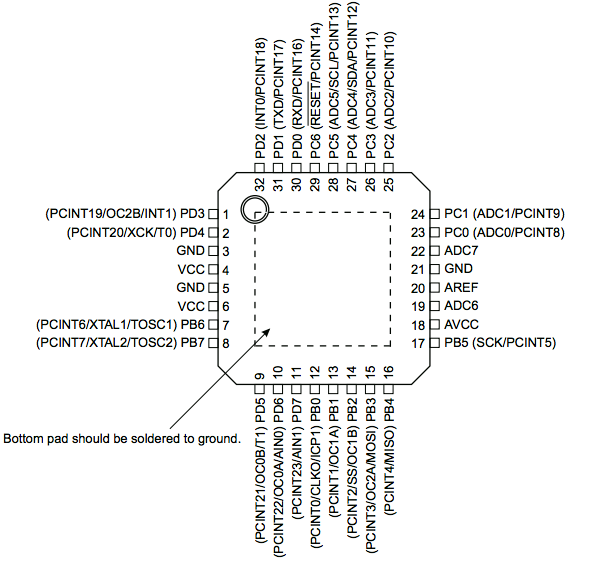 PD2 (INT0/PCINT18)
PD1 (TXD/PCINT17)
PD0 (RXD/PCINT16)
PC6 (RESET/PCINT14)
PC5 (ADC5/SCL/PCINT13)
PC4 (ADC4/SDA/PCINT12)
PC3 (ADC3/PCINT11)
PC2 (ADC2/PCINT10)
32 31 30 29 28 27 26 25
(PCINT19/OC2B/INT1) PD3 1
(PCINT20/XCK/T0) PD4 2
GND 3
VCC 4
GND 5
VCC 6
(PCINT6/XTAL1/TOSC1) PB6 7
(PCINT7/XTAL2/TOSC2) PB7 8
24 PC1 (ADC1/PCINT9)
23 PC0 (ADC0/PCINT8)
22 ADC7
21 GND
20 AREF
19 ADC6
18 AVCC
17 PB5 (SCK/PCINT5)
9 10 11 12 13 14 15 16
(PCINT21/OC0B/T1) PD5
(PCINT22/OC0A/AIN0) PD6
(PCINT23/AIN1) PD7
(PCINT0/CLKO/ICP1) PB0
(PCINT1/OC1A) PB1
(PCINT2/SS/OC1B) PB2
(PCINT3/OC2A/MOSI) PB3
(PCINT4/MISO) PB4
Bottom pad should be soldered to ground.